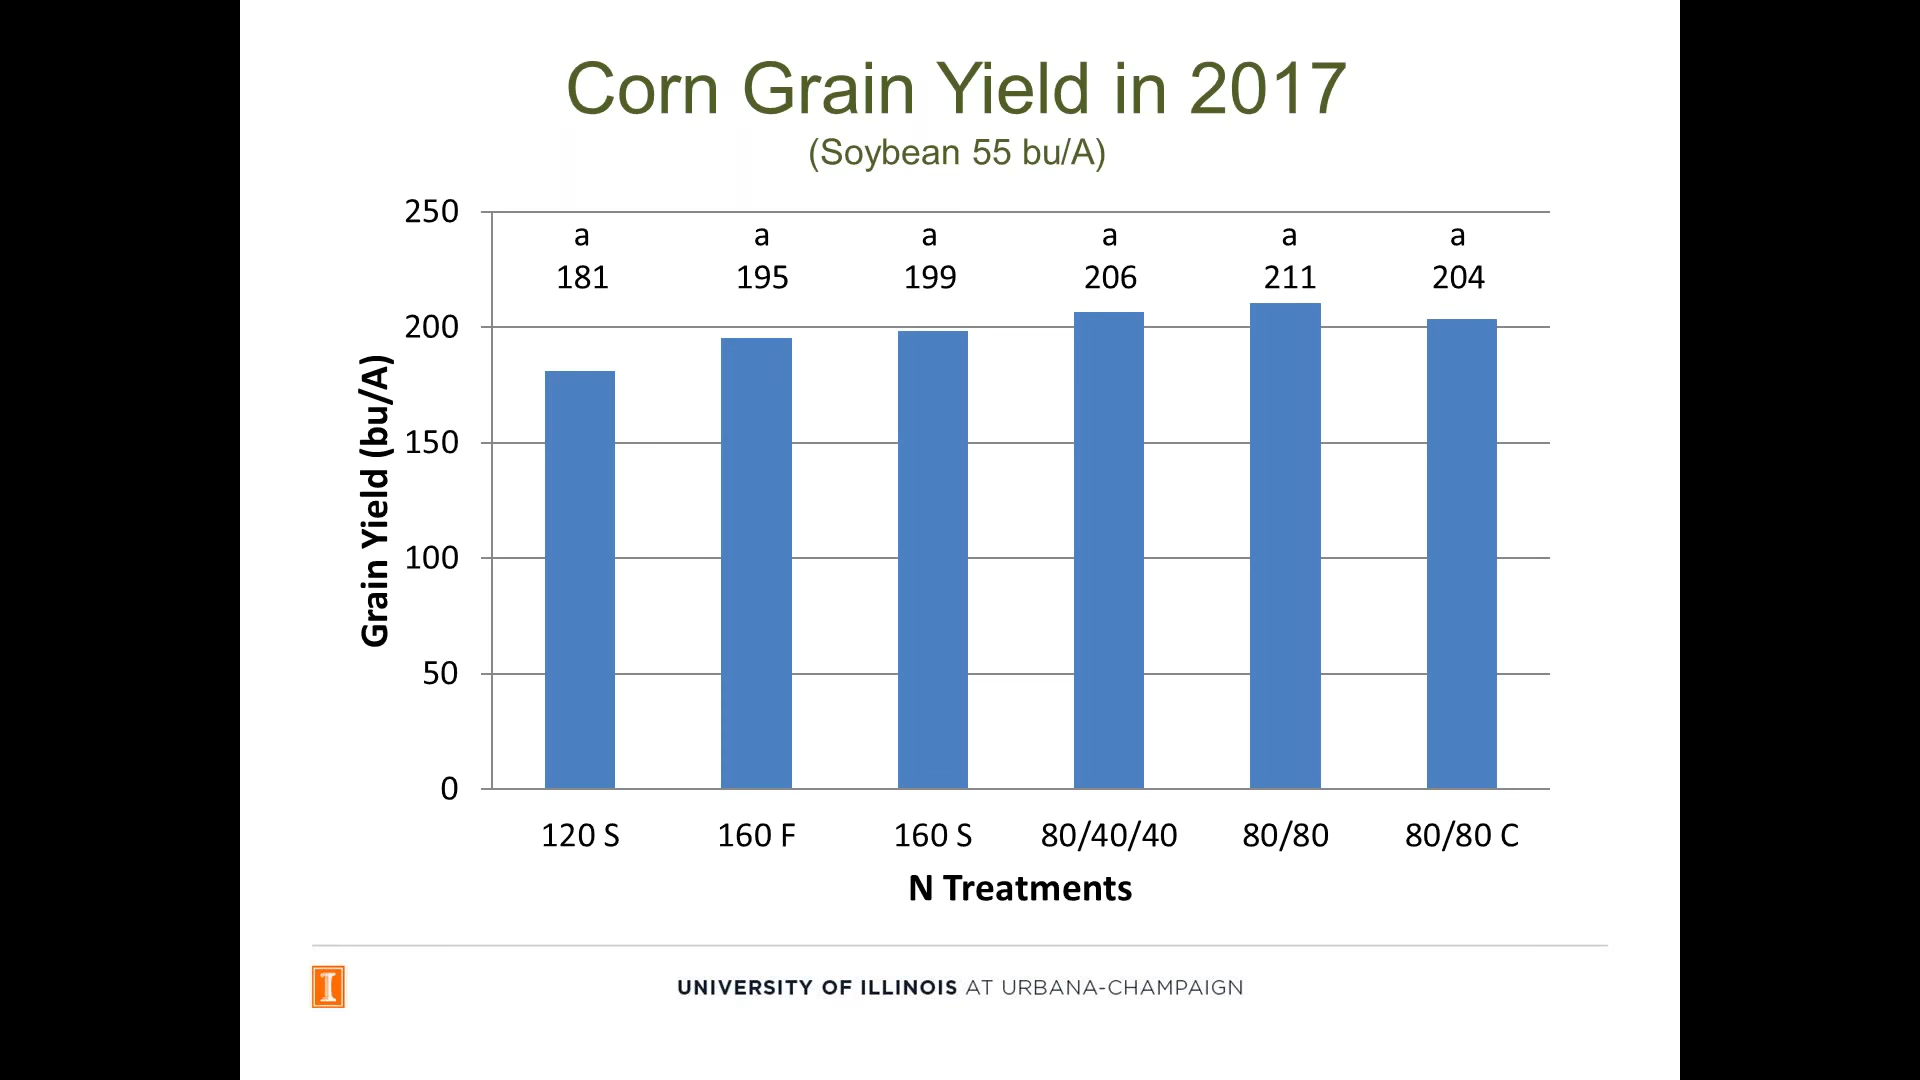 Corn Grain Yield in 2017
(Soybean 55 bu/A)
250
200
150
100
50
0
Grain Yield (bu/A)
a a a a a a
181 195 199 206 211 204
120 S 160 F 160 S 80/40/40 80/80 80/80 C
N Treatments
I
UNIVERSITY OF ILLINOIS AT URBANA-CHAMPAIGN